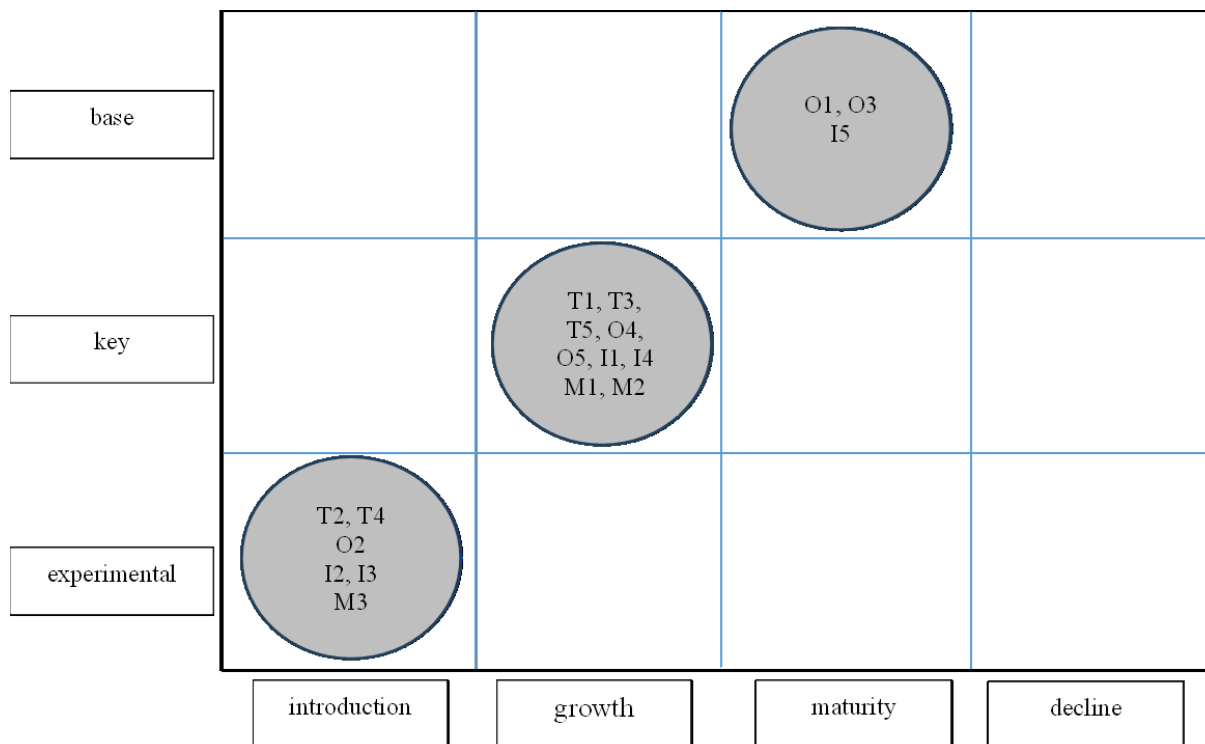 base
O1, O3
I5
key
T1, T3,
T5, O4,
O5, I1, I4
M1, M2
experimental
T2, T4
O2
I2, I3
M3
introduction
growth
maturity
decline